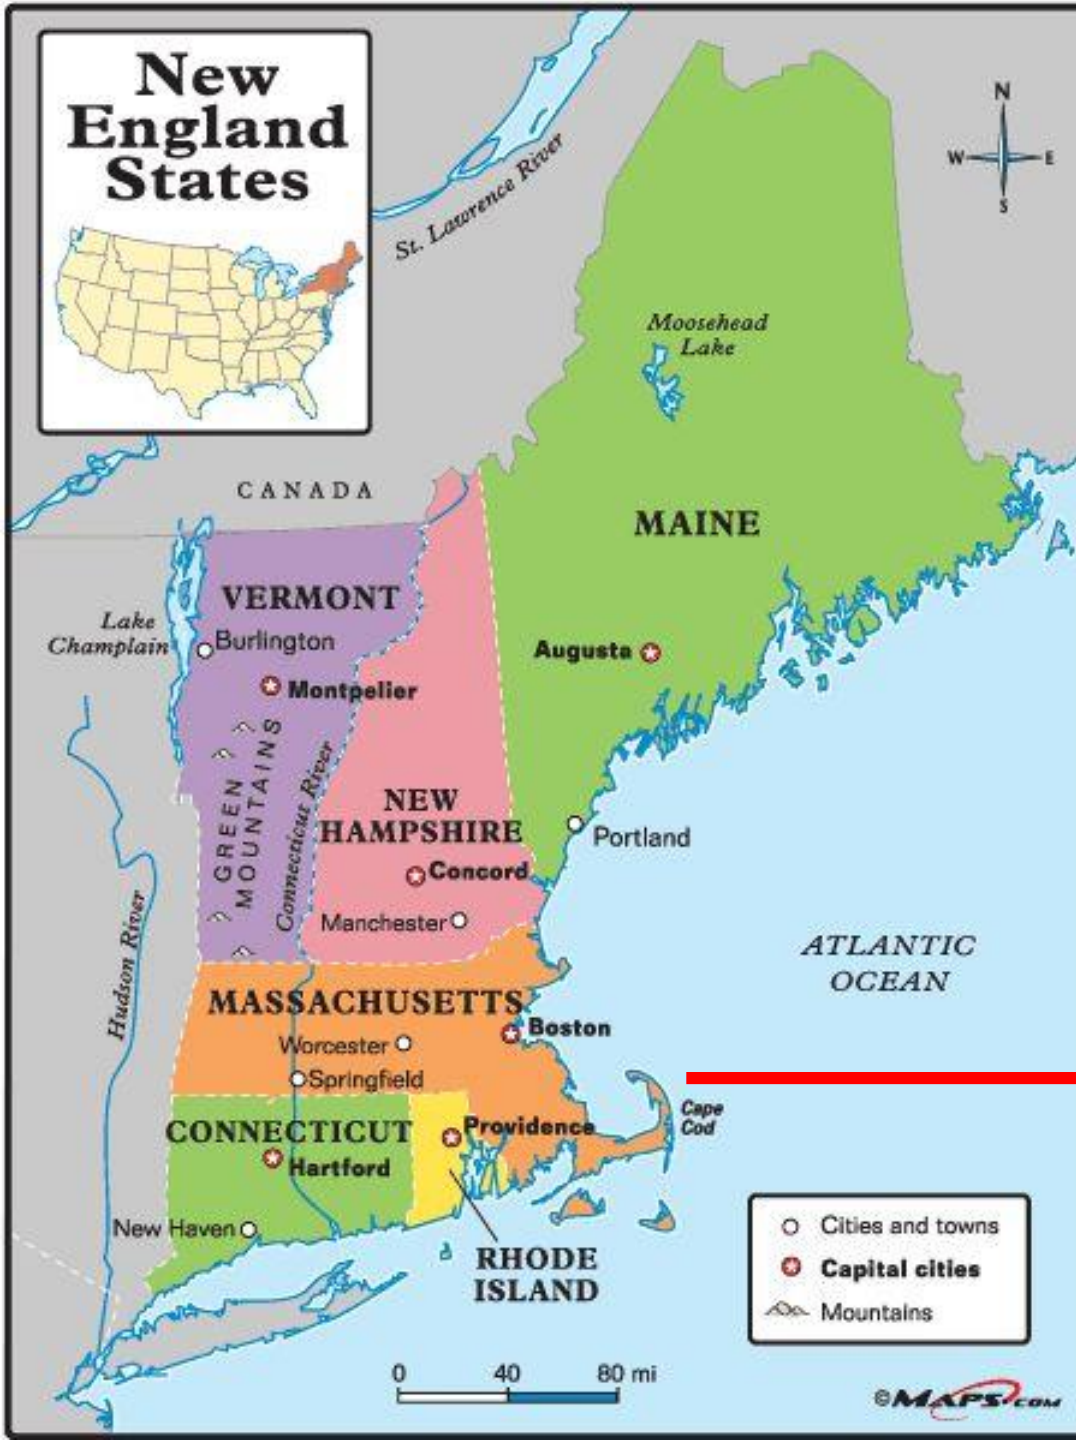 New
England
States
N
W
E
S
St. Lawrence River
Moosehead
Lake
CANADA
MAINE
VERMONT
Lake
Champlain
Burlington
Augusta
Montpelier
GREEN
MOUNTAINS
Connecticut River
NEW
HAMPSHIRE
Portland
Concord
Manchester
Hudson River
ATLANTIC
OCEAN
MASSACHUSETTS
Boston
Worcester
Springfield
Cape
Cod
CONNECTICUT
Providence
Hartford
New Haven
RHODE
ISLAND
Cities and towns
Capital cities
Mountains
0 40 80 mi
©MAPS.COM